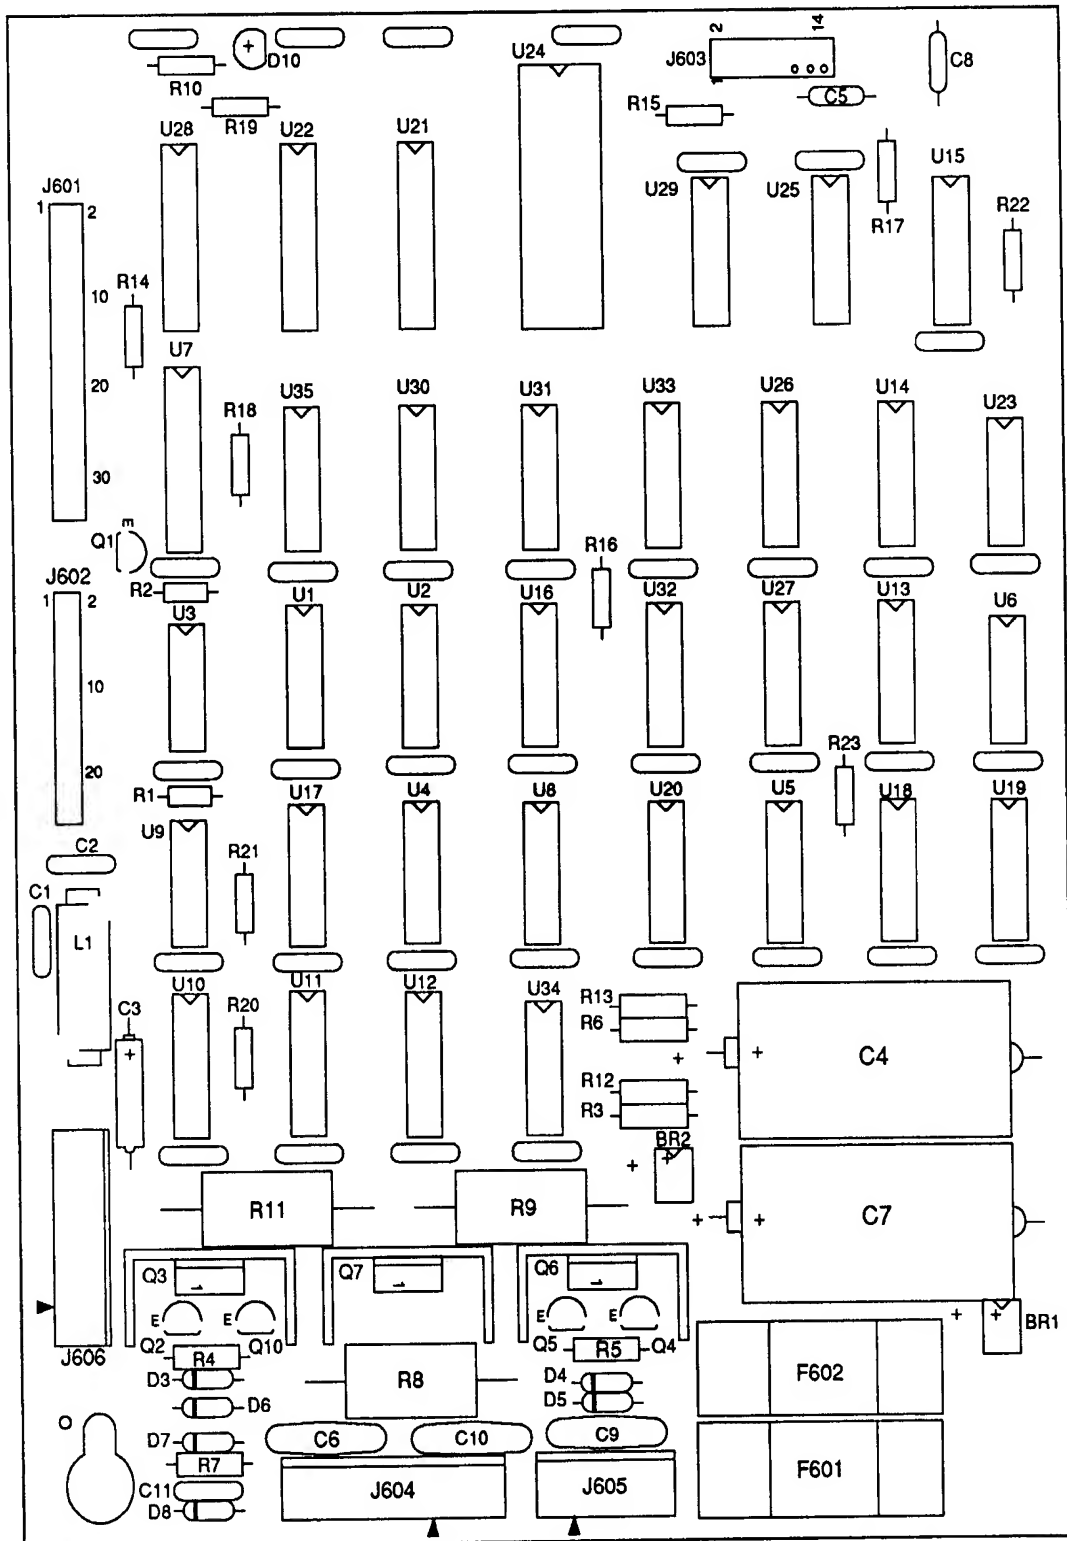 2
14
U24
J603
C8
D10
R10
1
C5
R19
R15
U28
U22
U21
U15
J601
U29
U25
1
2
R17
R22
R14
10
U7
20
U35
U30
U31
U33
U26
U14
U23
R18
30
E
Q1
R16
J602
R2
1
2
U3
U1
U2
U16
U32
U27
U13
U6
10
R23
20
R1
U17
U4
U8
U20
U5
U18
U19
U9
C2
R21
C1
L1
U10
U11
U12
U34
R13
C3
R20
R6
+
+
+
C4
R12
R3
BR2
+
+
R11
R9
+
+
C7
Q3
1
Q7
1
Q6
1
E
E
E
E
+
+
BR1
Q2
R4
Q10
Q5
R5
Q4
J606
D3
R8
D4
F602
D6
D5
D7
C6
C10
C9
R7
F601
C11
J604
J605
D8